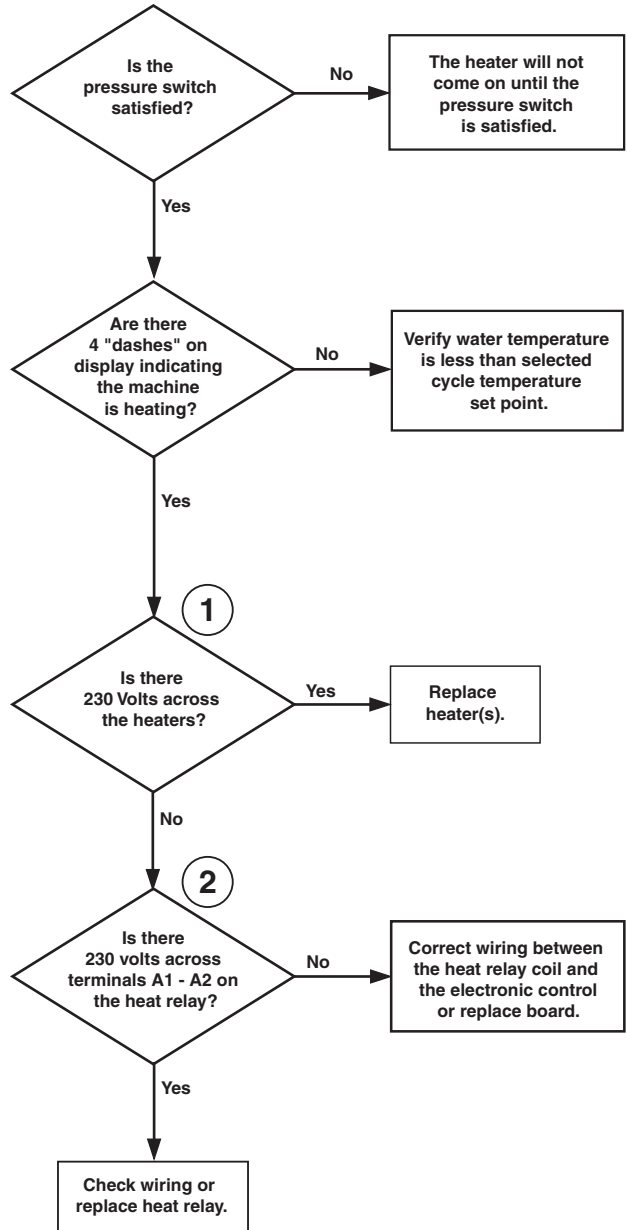 Is the
pressure switch
satisfied?
No
The heater will not
come on until the
pressure switch
is satisfied.
Yes
Are there
4 "dashes" on
display indicating
the machine
is heating?
No
Verify water temperature
is less than selected
cycle temperature
set point.
Yes
1
Is there
230 Volts across
the heaters?
Yes
Replace
heater(s).
No
2
Is there
230 volts across
terminals A1 - A2 on
the heat relay?
No
Correct wiring between
the heat relay coil and
the electronic control
or replace board.
Yes
Check wiring or
replace heat relay.